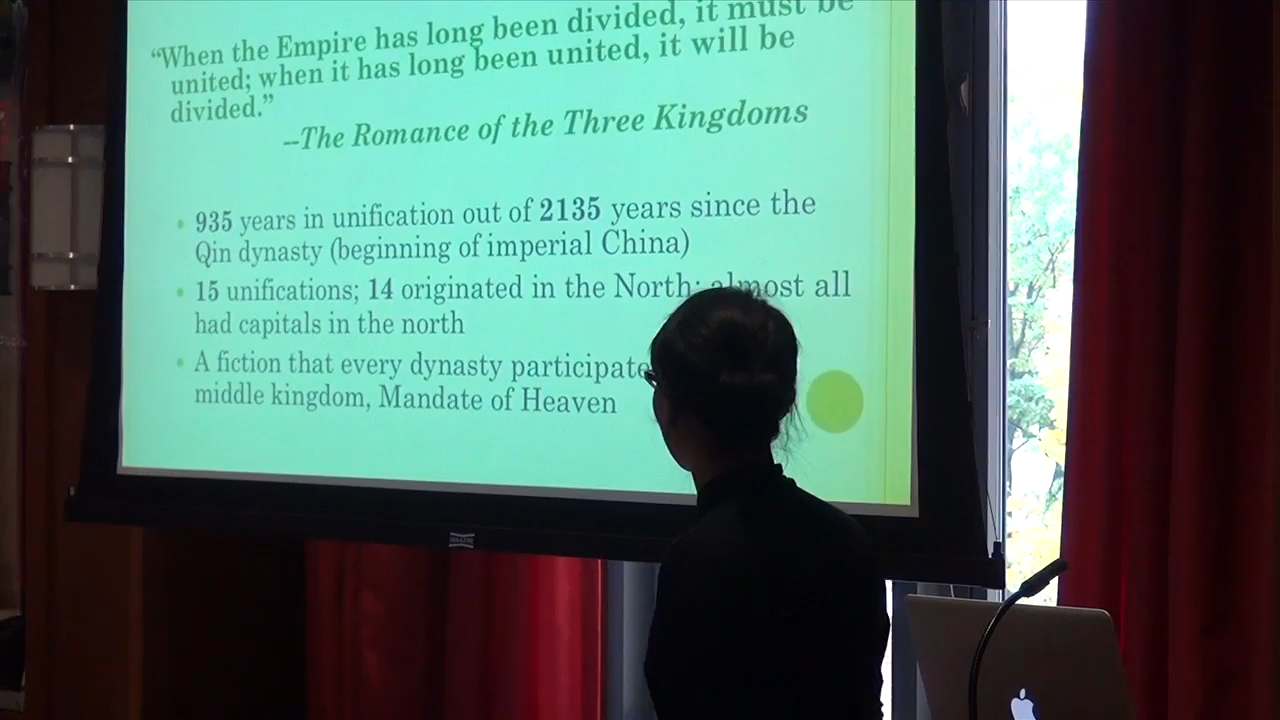 “When the Empire has long been divided, it must be
united; when it has long been united, it will be
divided.”
–The Romance of the Three Kingdoms
• 935 years in unification out of 2135 years since the
Qin dynasty (beginning of imperial China)
• 15 unifications; 14 originated in the North; almost all
had capitals in the north
• A fiction that every dynasty participate
middle kingdom, Mandate of Heaven